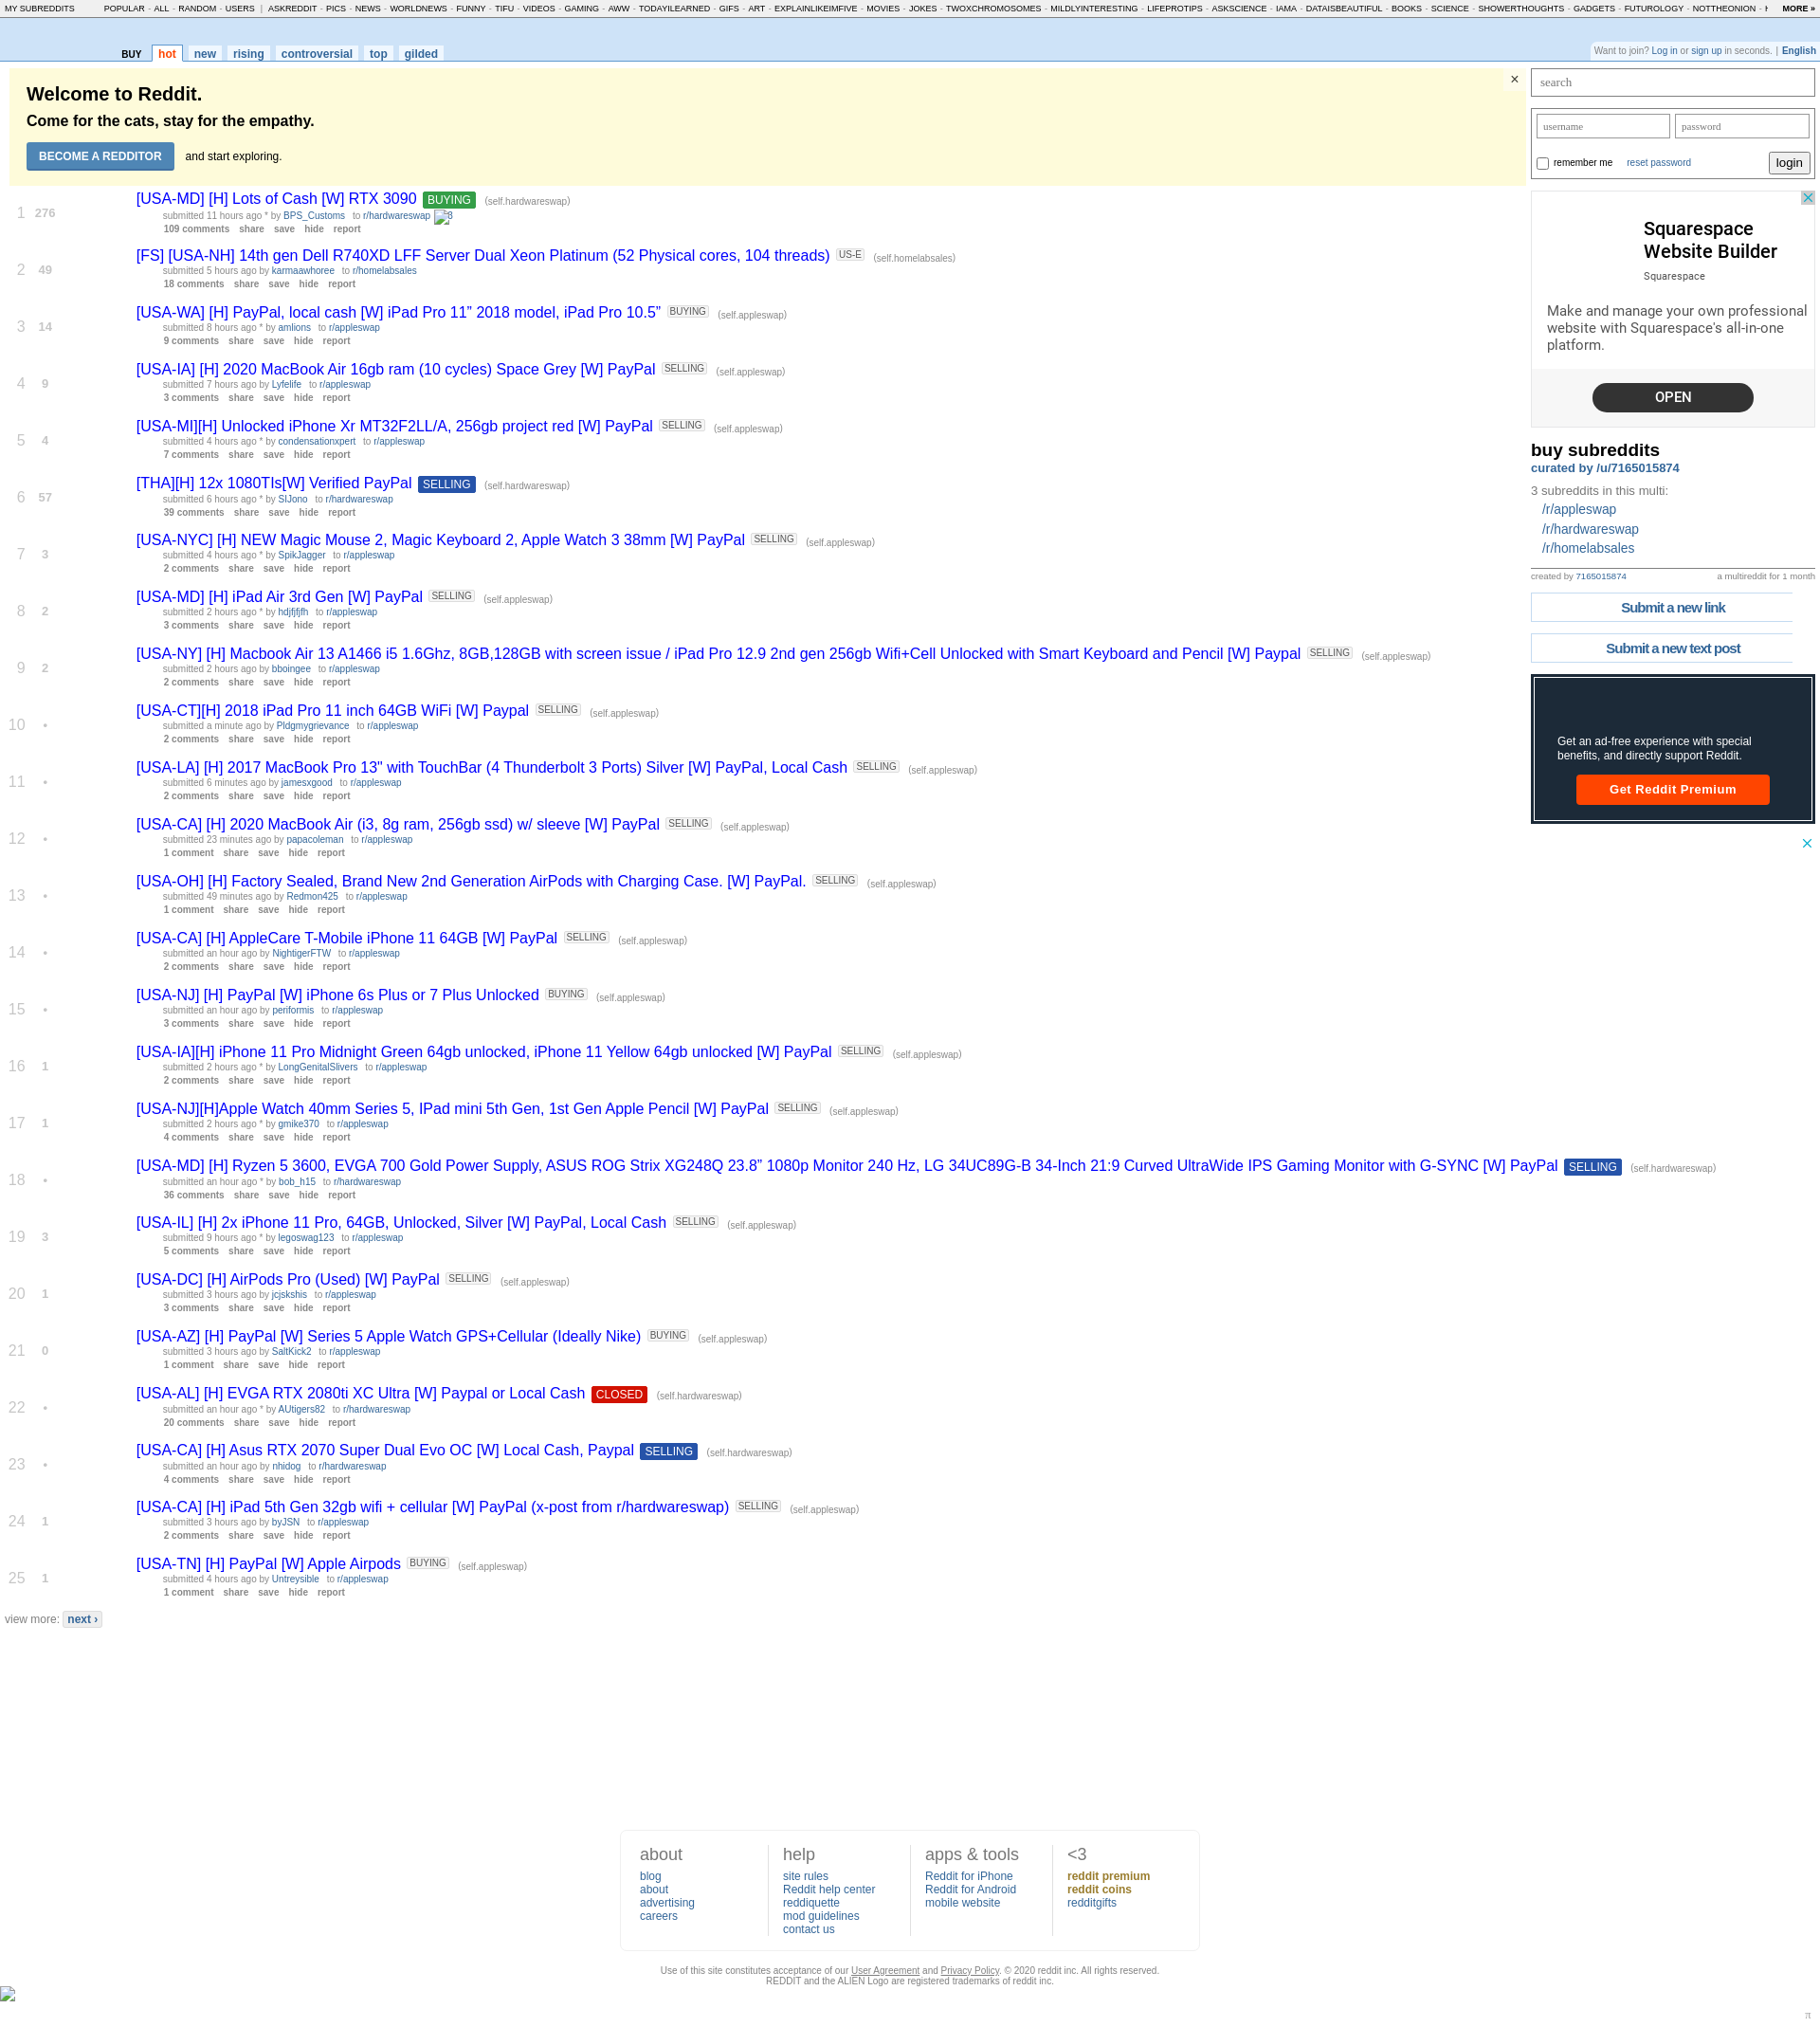 MY SUBREDDITS POPULAR - ALL - RANDOM - USERS | ASKREDDIT - PICS - NEWS - WORLDNEWS - FUNNY - TIFU - VIDEOS - GAMING - AWW - TODAYILEARNED - GIFS - ART - EXPLAINLIKEIMFIVE - MOVIES - JOKES - TWOXCHROMOSOMES - MILDLYINTERESTING - LIFEPROTIPS - ASKSCIENCE - IAMA - DATAISBEAUTIFUL - BOOKS - SCIENCE - SHOWERTHOUGHTS - GADGETS - FUTUROLOGY - NOTTHEONION - MORE »
BUY hot new rising controversial top gilded
Want to join? Log in or sign up in seconds. | English
Welcome to Reddit.
Come for the cats, stay for the empathy.
BECOME A REDDITOR and start exploring.
×
1 276 [USA-MD] [H] Lots of Cash [W] RTX 3090 BUYING (self.hardwareswap)
submitted 11 hours ago * by BPS_Customs to r/hardwareswap
109 comments share save hide report
2 49 [FS] [USA-NH] 14th gen Dell R740XD LFF Server Dual Xeon Platinum (52 Physical cores, 104 threads) US-E (self.homelabsales)
submitted 5 hours ago by karmaawhoree to r/homelabsales
18 comments share save hide report
3 14 [USA-WA] [H] PayPal, local cash [W] iPad Pro 11” 2018 model, iPad Pro 10.5” BUYING (self.appleswap)
submitted 8 hours ago * by amlions to r/appleswap
9 comments share save hide report
4 9 [USA-IA] [H] 2020 MacBook Air 16gb ram (10 cycles) Space Grey [W] PayPal SELLING (self.appleswap)
submitted 7 hours ago by Lyfelife to r/appleswap
3 comments share save hide report
5 4 [USA-MI][H] Unlocked iPhone Xr MT32F2LL/A, 256gb project red [W] PayPal SELLING (self.appleswap)
submitted 4 hours ago * by condensationxpert to r/appleswap
7 comments share save hide report
6 57 [THA][H] 12x 1080TIs[W] Verified PayPal SELLING (self.hardwareswap)
submitted 6 hours ago * by SIJono to r/hardwareswap
39 comments share save hide report
7 3 [USA-NYC] [H] NEW Magic Mouse 2, Magic Keyboard 2, Apple Watch 3 38mm [W] PayPal SELLING (self.appleswap)
submitted 4 hours ago * by SpikJagger to r/appleswap
2 comments share save hide report
8 2 [USA-MD] [H] iPad Air 3rd Gen [W] PayPal SELLING (self.appleswap)
submitted 2 hours ago * by hdjfjfjfh to r/appleswap
3 comments share save hide report
9 2 [USA-NY] [H] Macbook Air 13 A1466 i5 1.6Ghz, 8GB,128GB with screen issue / iPad Pro 12.9 2nd gen 256gb Wifi+Cell Unlocked with Smart Keyboard and Pencil [W] Paypal SELLING (self.appleswap)
submitted 2 hours ago by bboingee to r/appleswap
2 comments share save hide report
10 • [USA-CT][H] 2018 iPad Pro 11 inch 64GB WiFi [W] Paypal SELLING (self.appleswap)
submitted a minute ago by Pldgmygrievance to r/appleswap
2 comments share save hide report
11 • [USA-LA] [H] 2017 MacBook Pro 13" with TouchBar (4 Thunderbolt 3 Ports) Silver [W] PayPal, Local Cash SELLING (self.appleswap)
submitted 6 minutes ago by jamesxgood to r/appleswap
2 comments share save hide report
12 • [USA-CA] [H] 2020 MacBook Air (i3, 8g ram, 256gb ssd) w/ sleeve [W] PayPal SELLING (self.appleswap)
submitted 23 minutes ago by papacoleman to r/appleswap
1 comment share save hide report
13 • [USA-OH] [H] Factory Sealed, Brand New 2nd Generation AirPods with Charging Case. [W] PayPal. SELLING (self.appleswap)
submitted 49 minutes ago by Redmon425 to r/appleswap
1 comment share save hide report
14 • [USA-CA] [H] AppleCare T-Mobile iPhone 11 64GB [W] PayPal SELLING (self.appleswap)
submitted an hour ago by NightigerFTW to r/appleswap
2 comments share save hide report
15 • [USA-NJ] [H] PayPal [W] iPhone 6s Plus or 7 Plus Unlocked BUYING (self.appleswap)
submitted an hour ago by periformis to r/appleswap
3 comments share save hide report
16 1 [USA-IA][H] iPhone 11 Pro Midnight Green 64gb unlocked, iPhone 11 Yellow 64gb unlocked [W] PayPal SELLING (self.appleswap)
submitted 2 hours ago * by LongGenitalSlivers to r/appleswap
2 comments share save hide report
17 1 [USA-NJ][H]Apple Watch 40mm Series 5, IPad mini 5th Gen, 1st Gen Apple Pencil [W] PayPal SELLING (self.appleswap)
submitted 2 hours ago * by gmike370 to r/appleswap
4 comments share save hide report
18 • [USA-MD] [H] Ryzen 5 3600, EVGA 700 Gold Power Supply, ASUS ROG Strix XG248Q 23.8” 1080p Monitor 240 Hz, LG 34UC89G-B 34-Inch 21:9 Curved UltraWide IPS Gaming Monitor with G-SYNC [W] PayPal SELLING (self.hardwareswap)
submitted an hour ago * by bob_h15 to r/hardwareswap
36 comments share save hide report
19 3 [USA-IL] [H] 2x iPhone 11 Pro, 64GB, Unlocked, Silver [W] PayPal, Local Cash SELLING (self.appleswap)
submitted 9 hours ago * by legoswag123 to r/appleswap
5 comments share save hide report
20 1 [USA-DC] [H] AirPods Pro (Used) [W] PayPal SELLING (self.appleswap)
submitted 3 hours ago by jcjskshis to r/appleswap
3 comments share save hide report
21 0 [USA-AZ] [H] PayPal [W] Series 5 Apple Watch GPS+Cellular (Ideally Nike) BUYING (self.appleswap)
submitted 3 hours ago by SaltKick2 to r/appleswap
1 comment share save hide report
22 • [USA-AL] [H] EVGA RTX 2080ti XC Ultra [W] Paypal or Local Cash CLOSED (self.hardwareswap)
submitted an hour ago * by AUtigers82 to r/hardwareswap
20 comments share save hide report
23 • [USA-CA] [H] Asus RTX 2070 Super Dual Evo OC [W] Local Cash, Paypal SELLING (self.hardwareswap)
submitted an hour ago by nhidog to r/hardwareswap
4 comments share save hide report
24 1 [USA-CA] [H] iPad 5th Gen 32gb wifi + cellular [W] PayPal (x-post from r/hardwareswap) SELLING (self.appleswap)
submitted 3 hours ago by byJSN to r/appleswap
2 comments share save hide report
25 1 [USA-TN] [H] PayPal [W] Apple Airpods BUYING (self.appleswap)
submitted 4 hours ago by Untreysible to r/appleswap
1 comment share save hide report
view more: next ›
search
username password
remember me reset password login
Squarespace
Website Builder
Squarespace
Make and manage your own professional
website with Squarespace's all-in-one
platform.
OPEN
buy subreddits
curated by /u/7165015874
3 subreddits in this multi:
/r/appleswap
/r/hardwareswap
/r/homelabsales
created by 7165015874 a multireddit for 1 month
Submit a new link
Submit a new text post
Get an ad-free experience with special
benefits, and directly support Reddit.
Get Reddit Premium
about
blog
about
advertising
careers
help
site rules
Reddit help center
reddiquette
mod guidelines
contact us
apps & tools
Reddit for iPhone
Reddit for Android
mobile website
<3
reddit premium
reddit coins
redditgifts
Use of this site constitutes acceptance of our User Agreement and Privacy Policy. © 2020 reddit inc. All rights reserved.
REDDIT and the ALIEN Logo are registered trademarks of reddit inc.
π